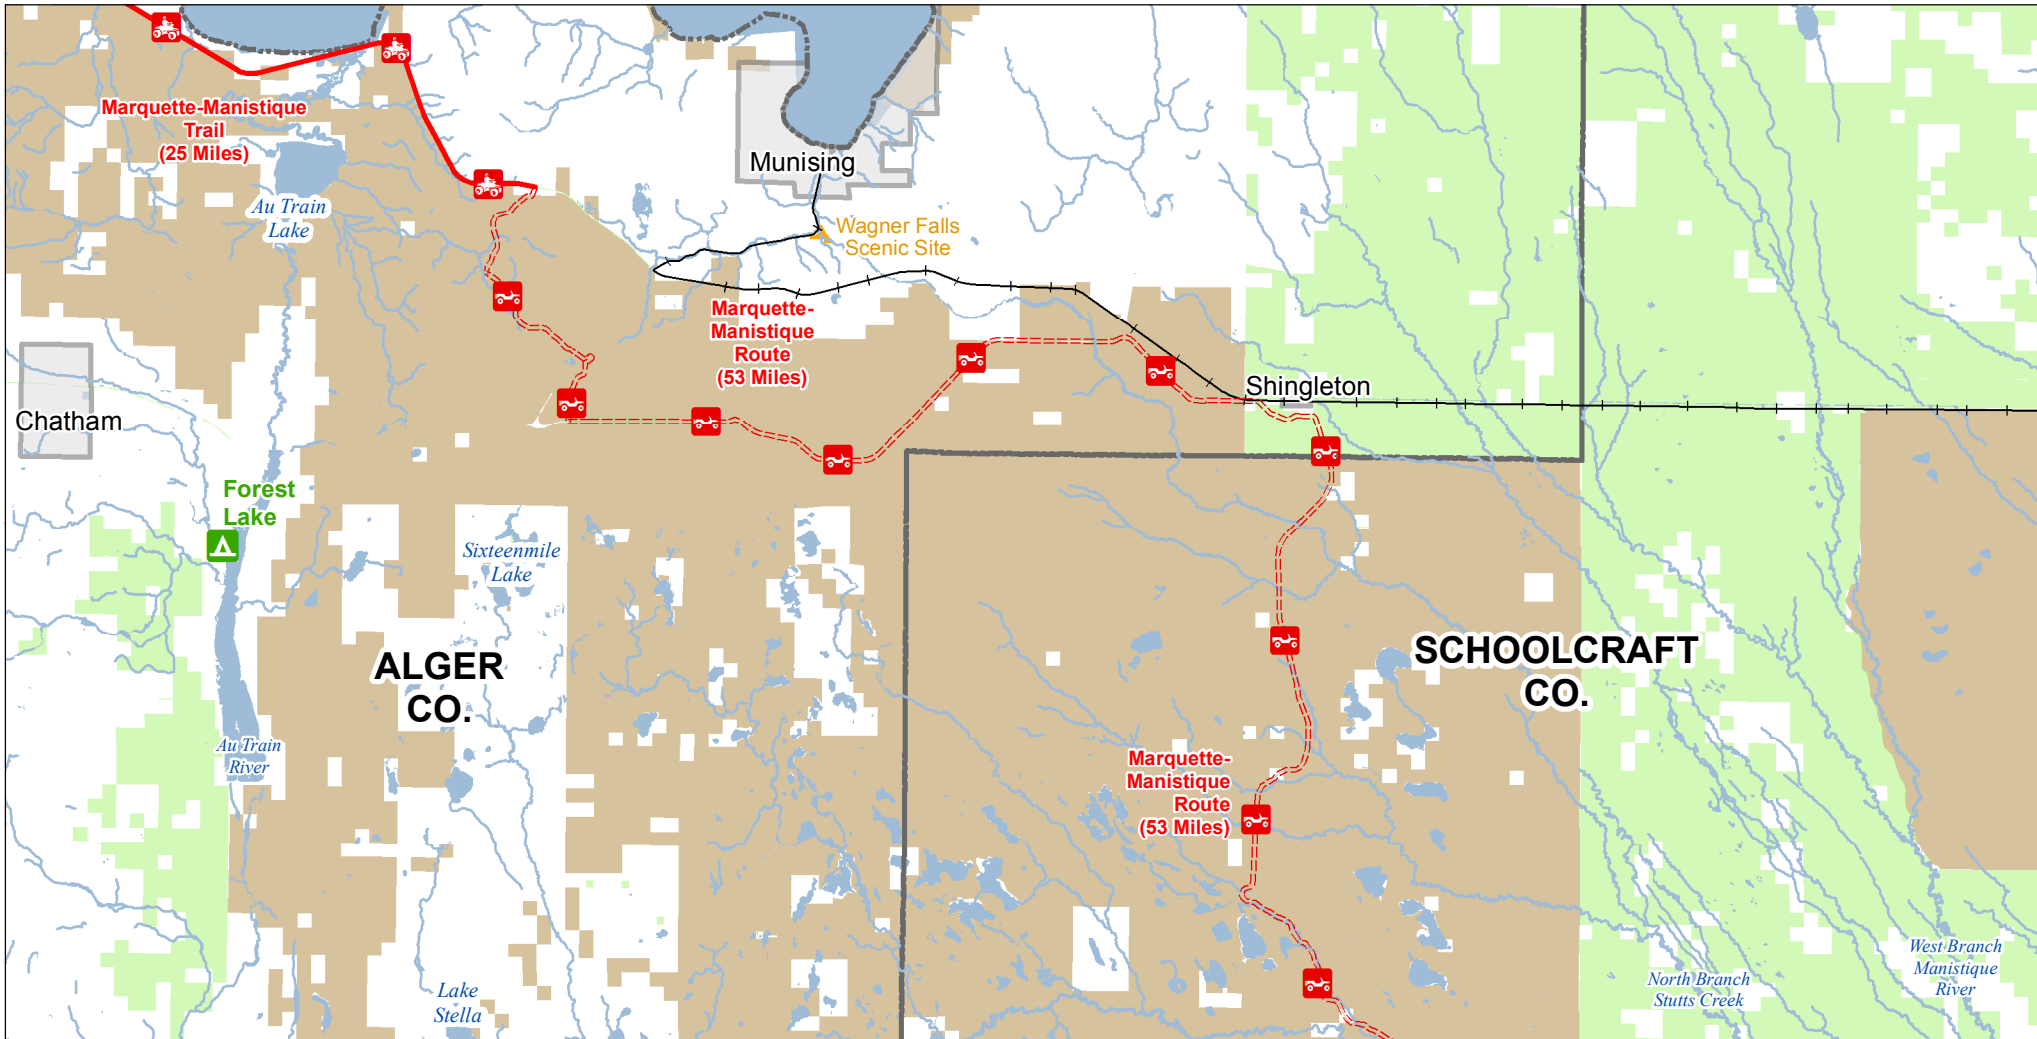 Marquette-Manistique
Trail
(25 Miles)
Munising
Au Train
Lake
Wagner Falls
Scenic Site
Marquette-
Manistique
Route
(53 Miles)
Shingleton
Chatham
Forest
Lake
Sixteenmile
Lake
ALGER
CO.
SCHOOLCRAFT
CO.
Au Train
River
Marquette-
Manistique
Route
(53 Miles)
West Branch
Manistique
River
North Branch
Stutts Creek
Lake
Stella